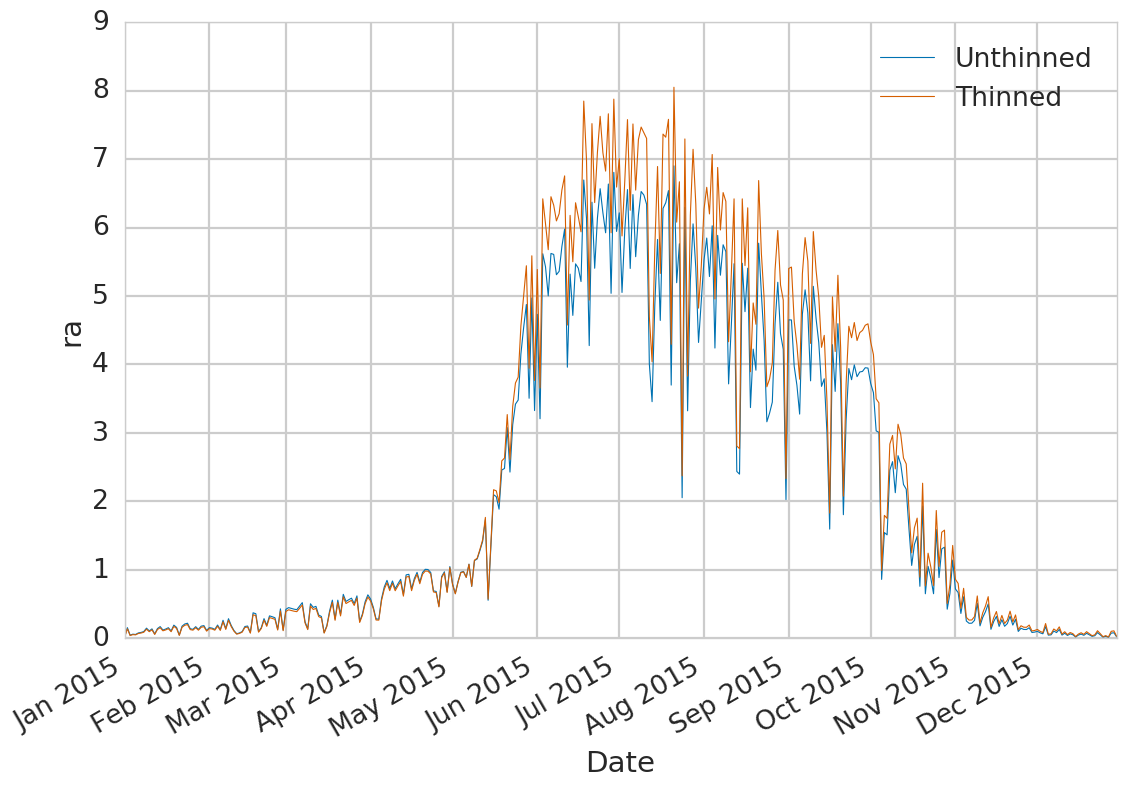 9
8
7
6
5
4
3
2
1
0
ra
Unthinned
Thinned
Jan 2015
Feb 2015
Mar 2015
Apr 2015
May 2015
Jun 2015
Jul 2015
Aug 2015
Sep 2015
Oct 2015
Nov 2015
Dec 2015
Date